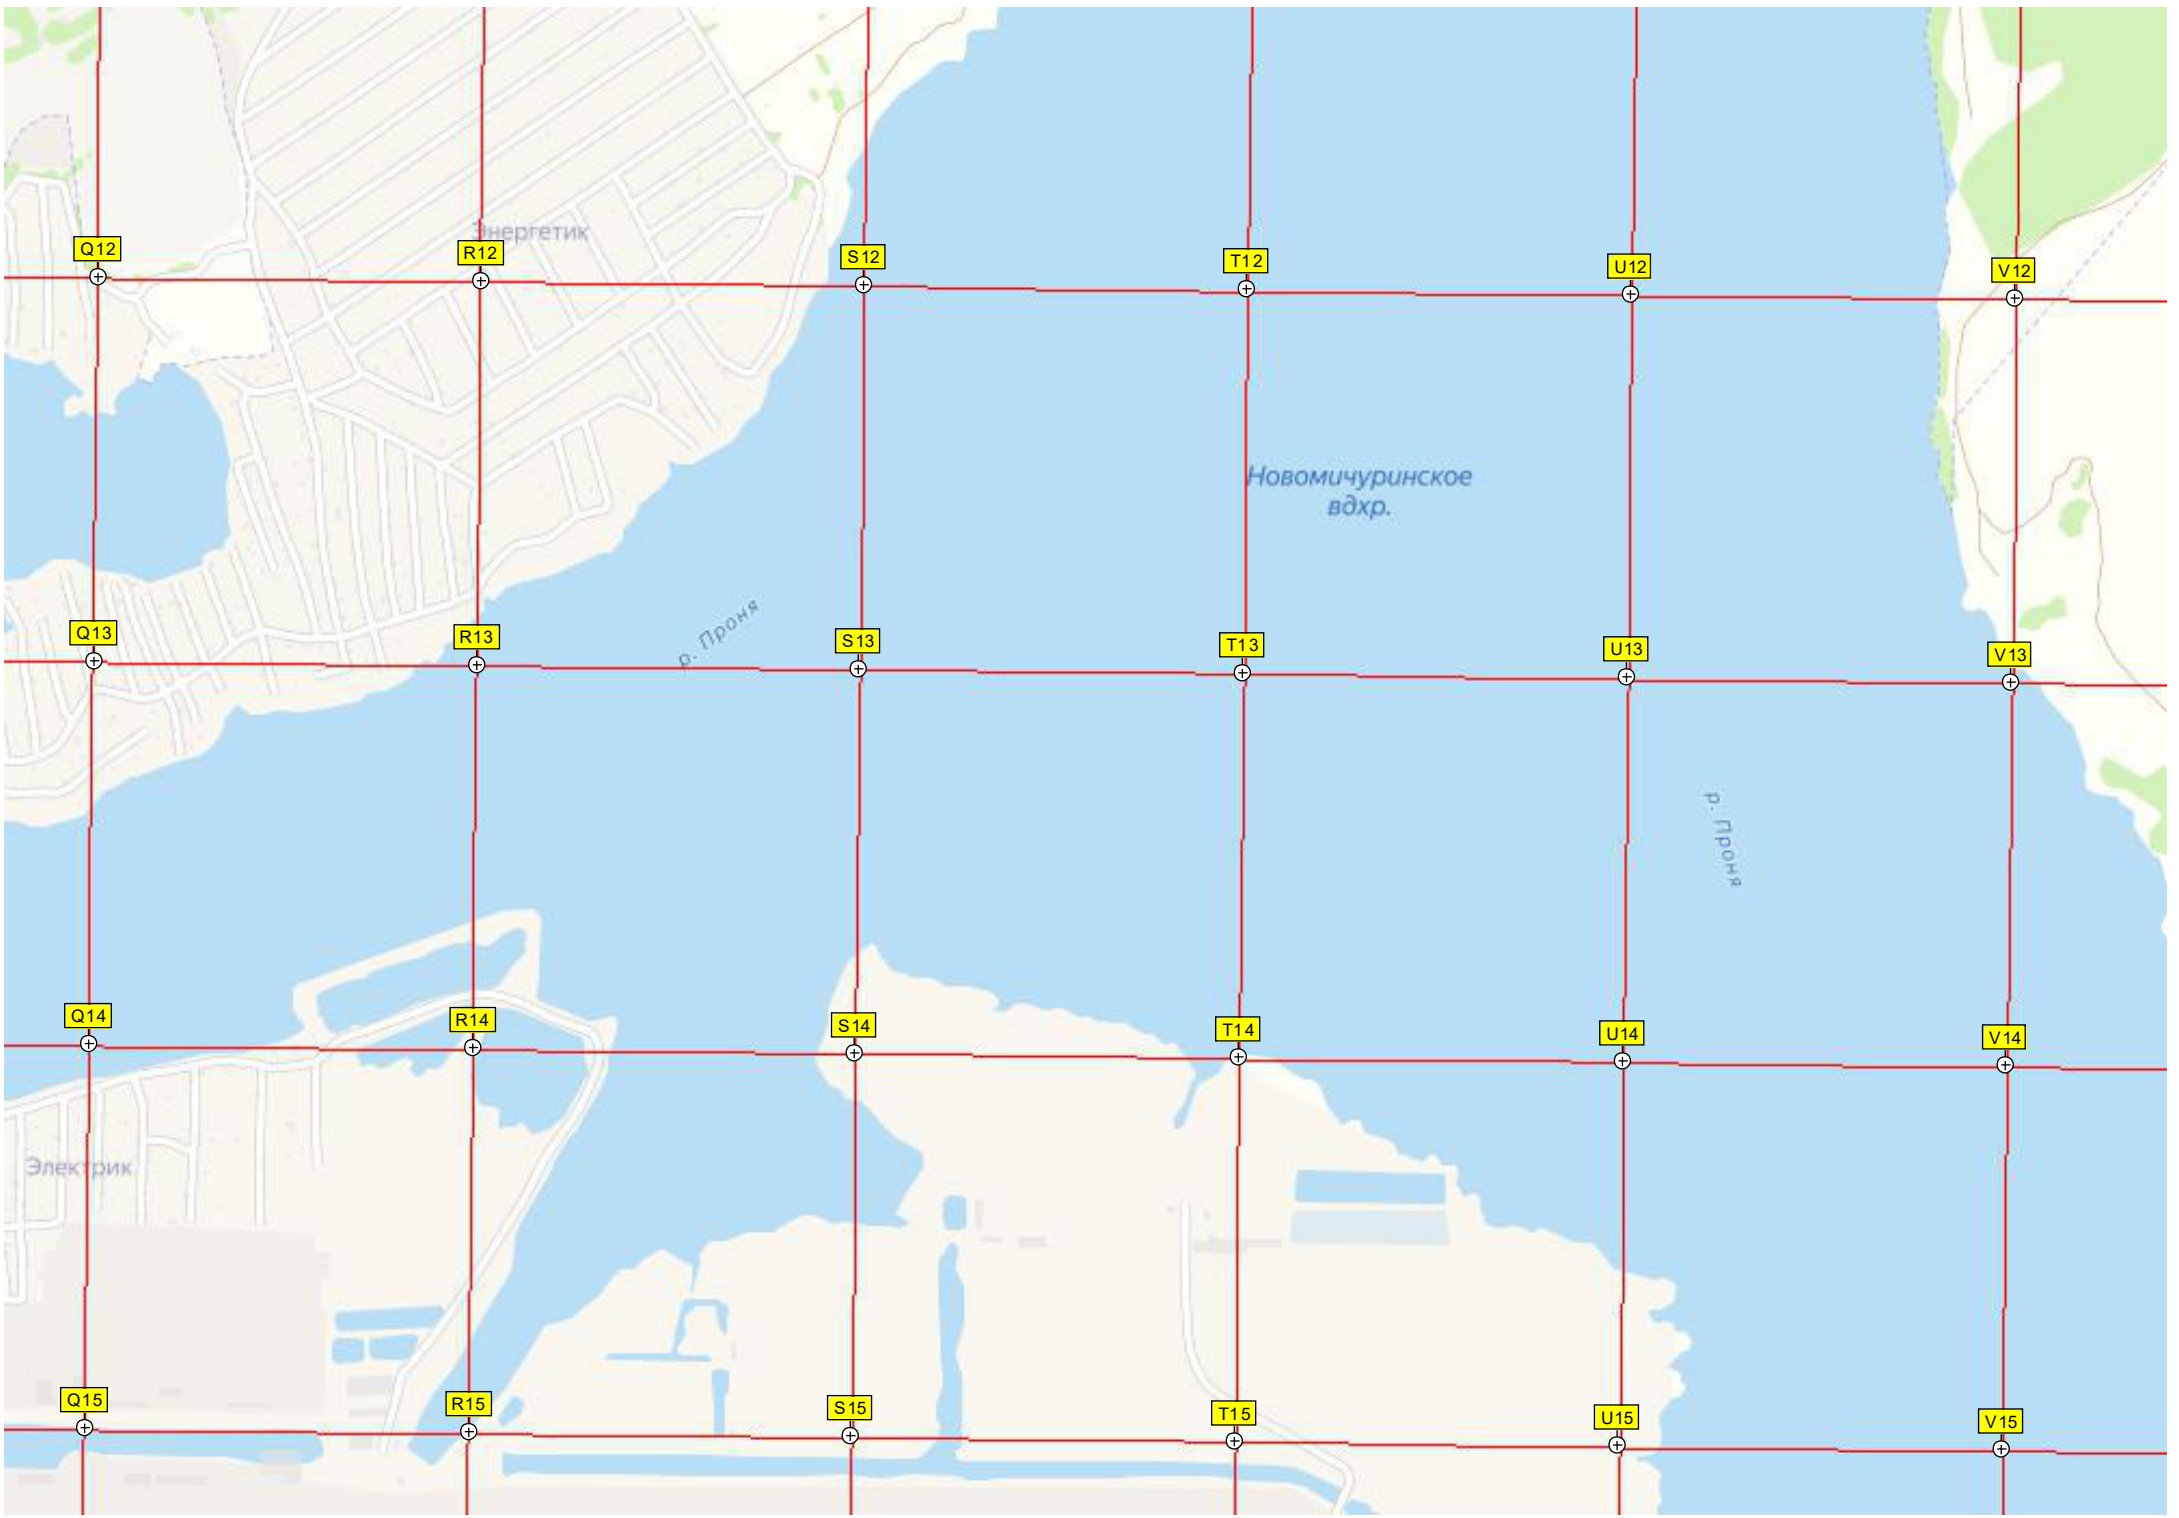 Энергетик
Q12
R12
S12
T12
U12
V12
Новомичуринское
вдхр.
р. Проня
Q13
R13
S13
T13
U13
V13
р. Проня
Q14
R14
S14
T14
U14
V14
Электрик
Q15
R15
S15
T15
U15
V15